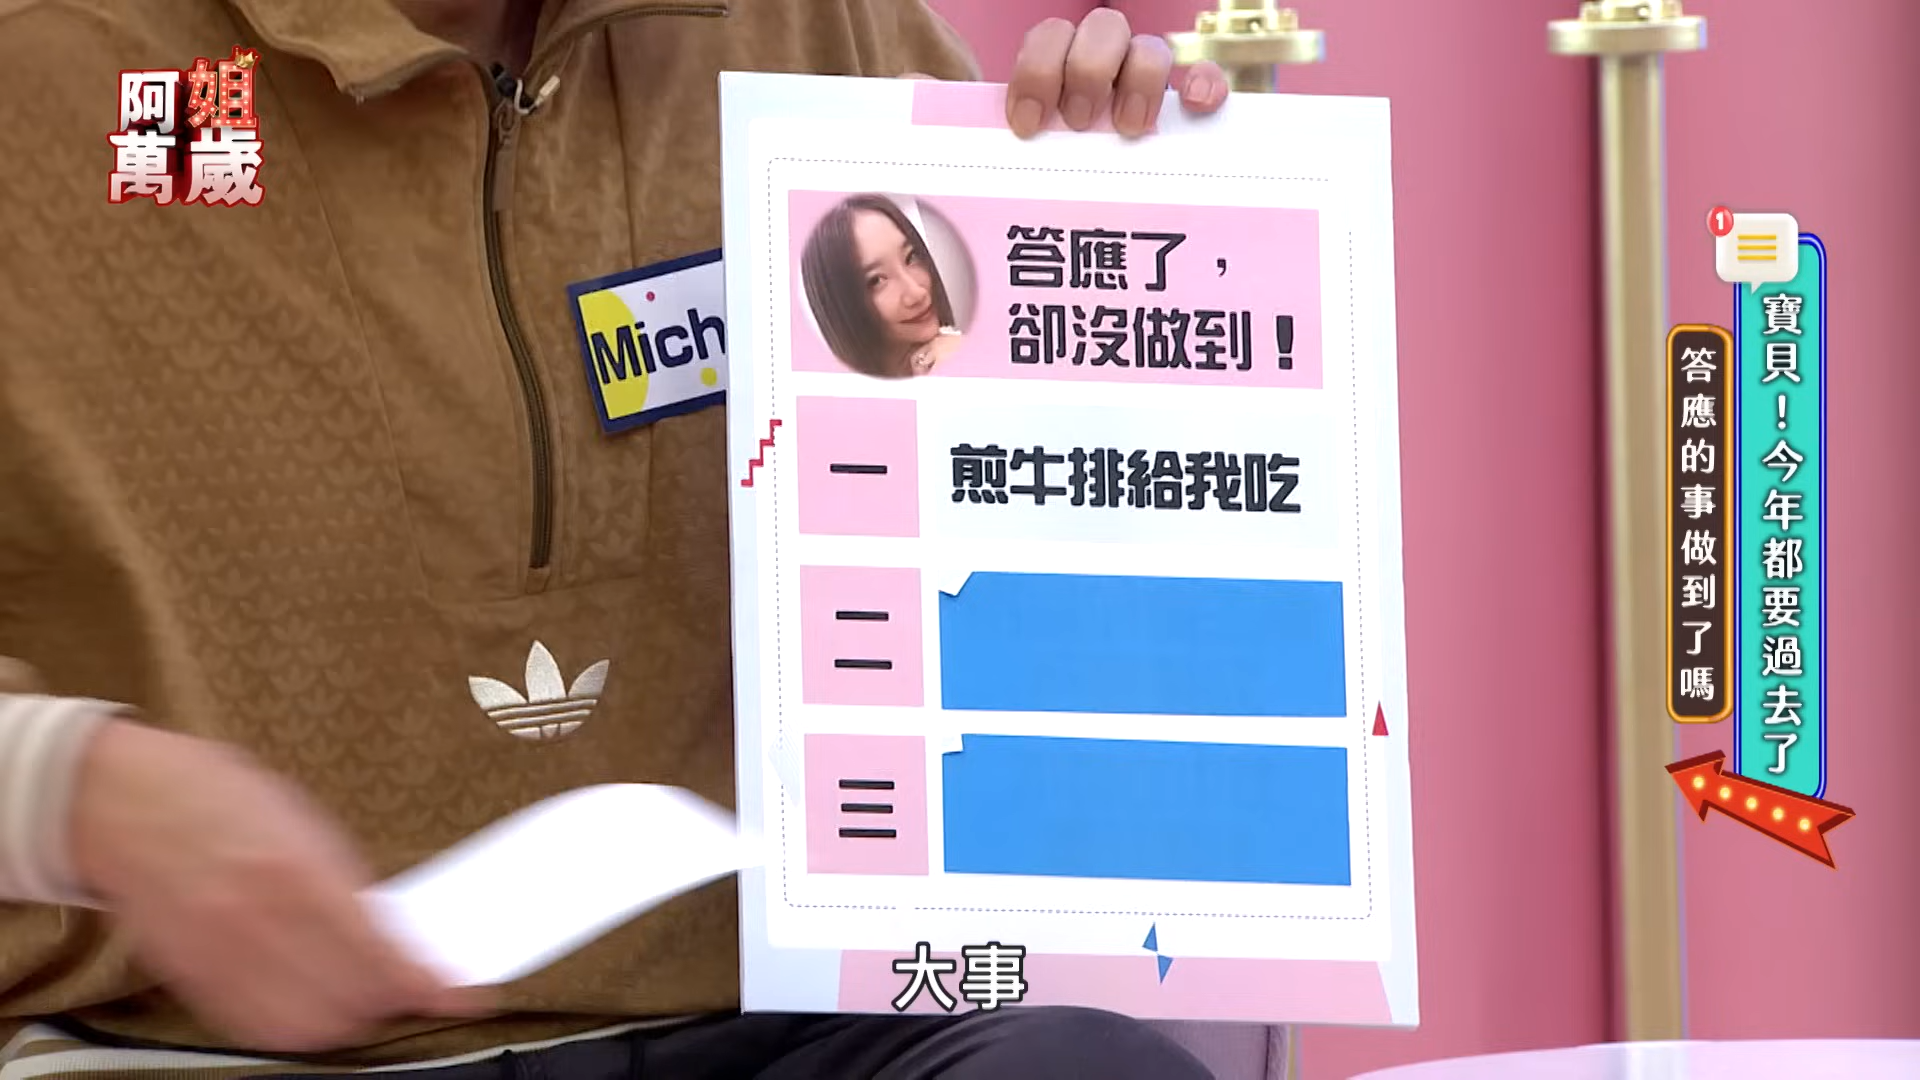 阿姐
萬歲
Mich
答應了，
卻沒做到！
一
煎牛排給我吃
二
三
1
寶貝！今年都要過去了
答應的事做到了嗎
大事